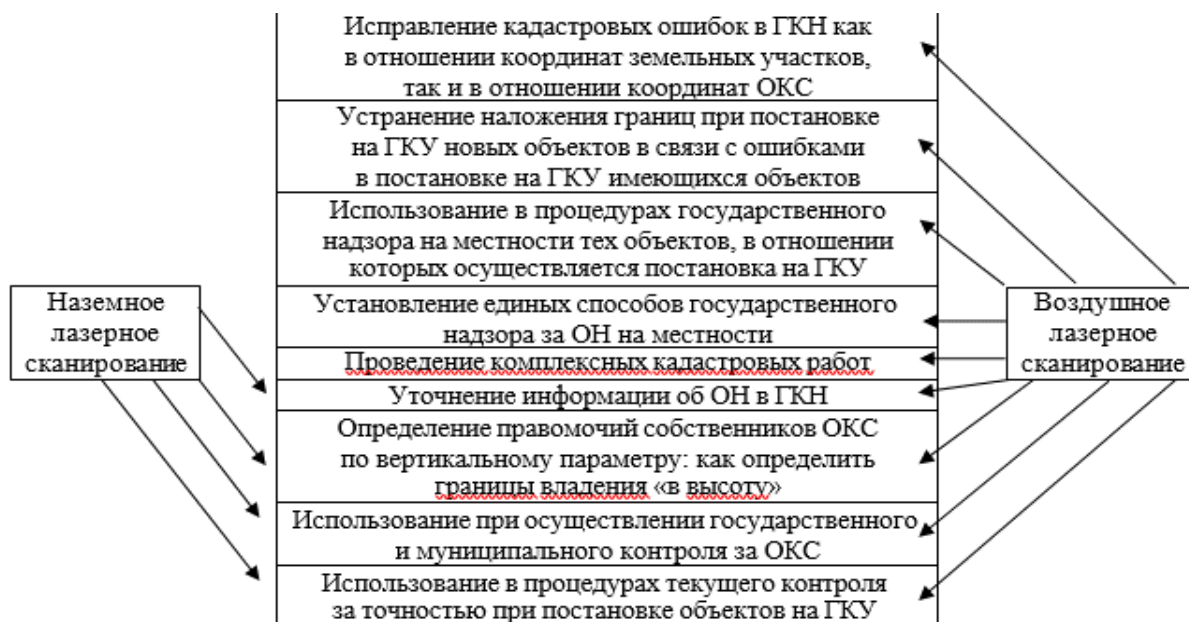 Исправление кадастровых ошибок в ГКН как
в отношении координат земельных участков,
так и в отношении координат ОКС
Устранение наложения границ при постановке
на ГКУ новых объектов в связи с ошибками
в постановке на ГКУ имеющихся объектов
Использование в процедурах государственного
надзора на местности тех объектов, в отношении
которых осуществляется постановка на ГКУ
Наземное
лазерное
сканирование
Установление единых способов государственного
надзора за ОН на местности
Проведение комплексных кадастровых работ
Уточнение информации об ОН в ГКН
Определение правомочий собственников ОКС
по вертикальному параметру: как определить
границы владения «в высоту»
Использование при осуществлении государственного
и муниципального контроля за ОКС
Использование в процедурах текущего контроля
за точностью при постановке объектов на ГКУ
Воздушное
лазерное
сканирование